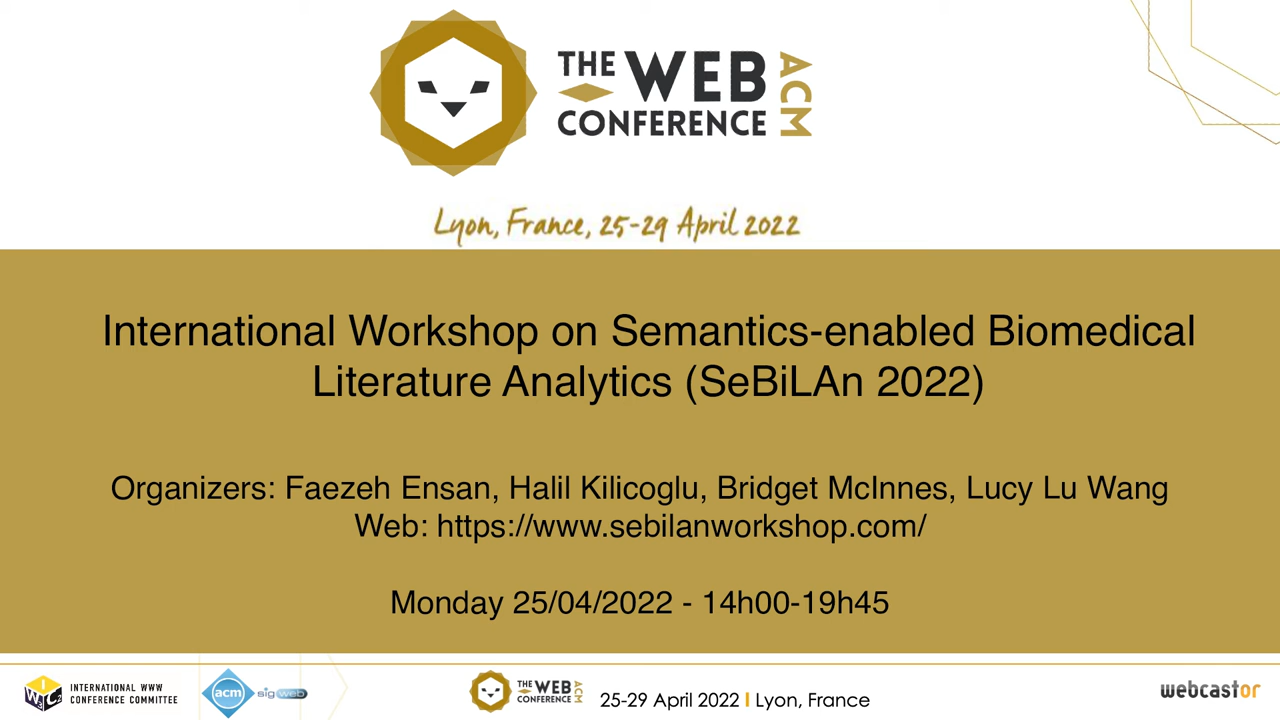 THE WEB ACM
CONFERENCE
Lyon, France, 25-29 April 2022
International Workshop on Semantics-enabled Biomedical
Literature Analytics (SeBiLAn 2022)
Organizers: Faezeh Ensan, Halil Kilicoglu, Bridget McInnes, Lucy Lu Wang
Web: https://www.sebilanworkshop.com/
Monday 25/04/2022 - 14h00-19h45
INTERNATIONAL WWW
CONFERENCE COMMITTEE
acm sigweb
THE WEB ACM
CONFERENCE
25-29 April 2022 I Lyon, France
webcastor